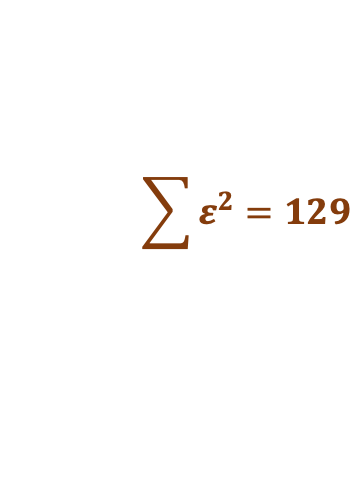 ∑ ε² = 129